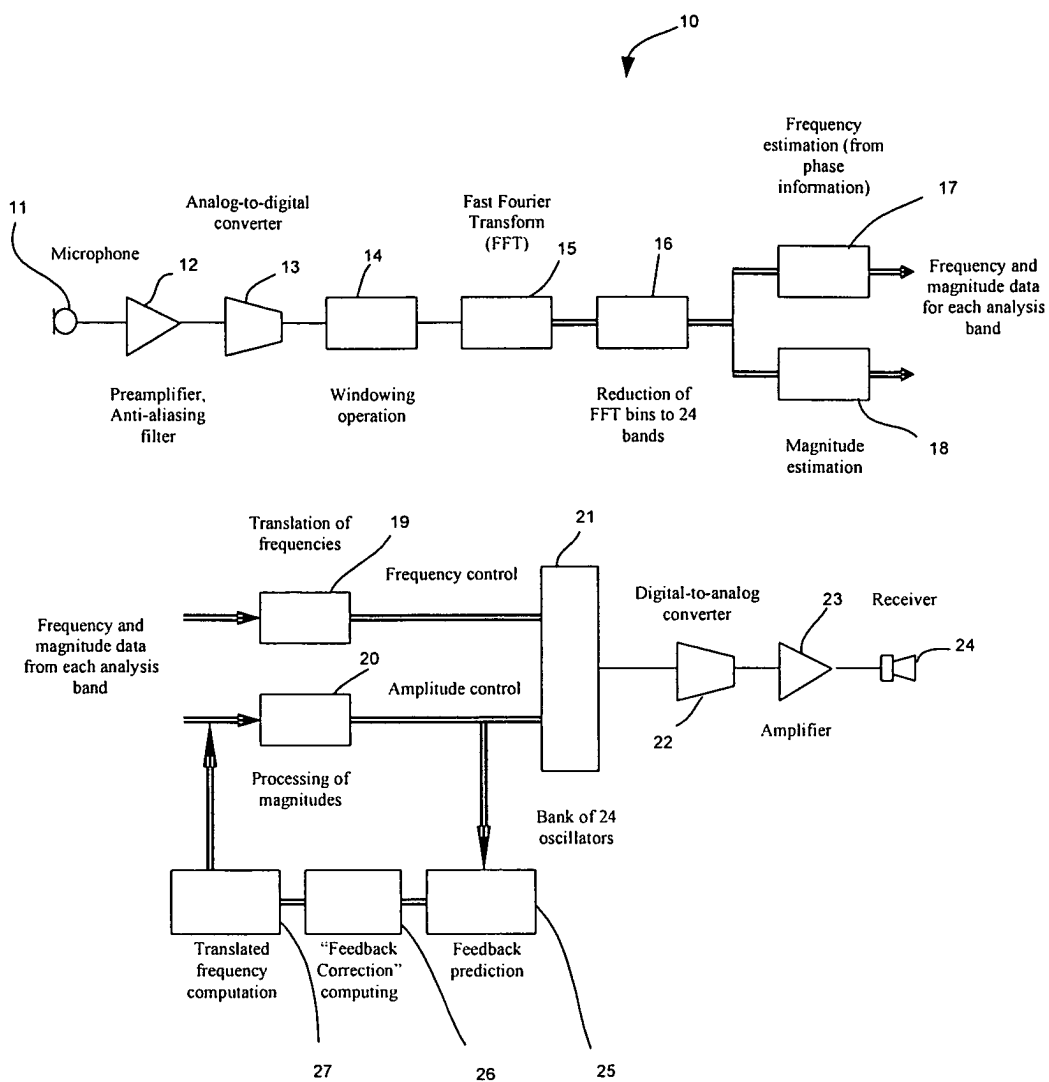 10
Frequency
estimation (from
phase
information)
17
11
Microphone
Analog-to-digital
converter
12
13
14
Fast Fourier
Transform
(FFT)
15
16
Frequency and
magnitude data
for each analysis
band
Preamplifier,
Anti-aliasing
filter
Windowing
operation
Reduction of
FFT bins to 24
bands
Magnitude
estimation
18
Translation of
frequencies
19
Frequency control
21
Frequency and
magnitude data
from each analysis
band
20
Amplitude control
Processing of
magnitudes
Bank of 24
oscillators
Digital-to-analog
converter
22
23
Amplifier
Receiver
24
Translated
frequency
computation
"Feedback
Correction"
computing
Feedback
prediction
27
26
25